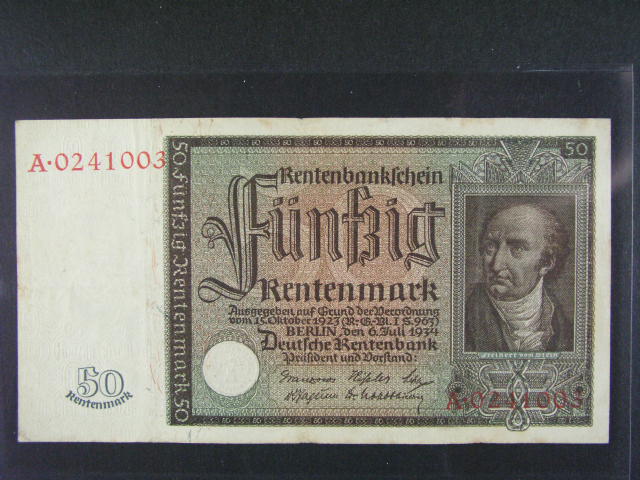 A·0241003
50 Fünfzig Rentenmark 50
50
Rentenbankschein
Fünfzig
Rentenmark
Ausgegeben auf Grund der Verordnung
vom 15. Oktober 1923 (R.-G.-Bl. I S. 963)
BERLIN, den 6. Juli 1934
Deutsche Rentenbank
Präsident und Vorstand:
Freiherr vom Stein
50
Rentenmark
A·0241003